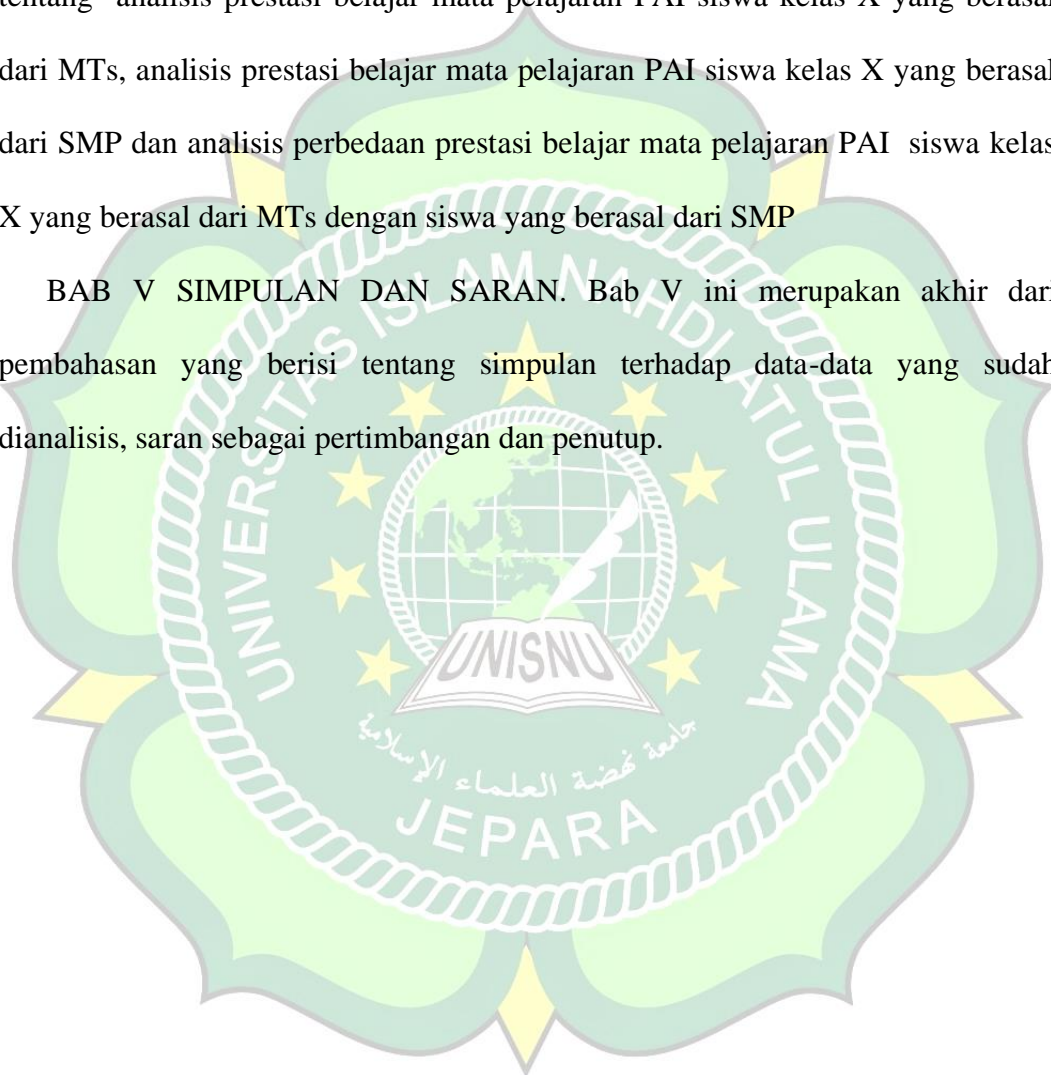 tentang analisis prestasi belajar mata pelajaran PAI siswa kelas X yang berasal
dari MTs, analisis prestasi belajar mata pelajaran PAI siswa kelas X yang berasal
dari SMP dan analisis perbedaan prestasi belajar mata pelajaran PAI siswa kelas
X yang berasal dari MTs dengan siswa yang berasal dari SMP
BAB V SIMPULAN DAN SARAN. Bab V ini merupakan akhir dari
pembahasan yang berisi tentang simpulan terhadap data-data yang sudah
dianalisis, saran sebagai pertimbangan dan penutup.
UNIVERSITAS ISLAM NAHDLATUL ULAMA
UNISNU
جامعة نهضة العلماء الإسلامية
JEPARA